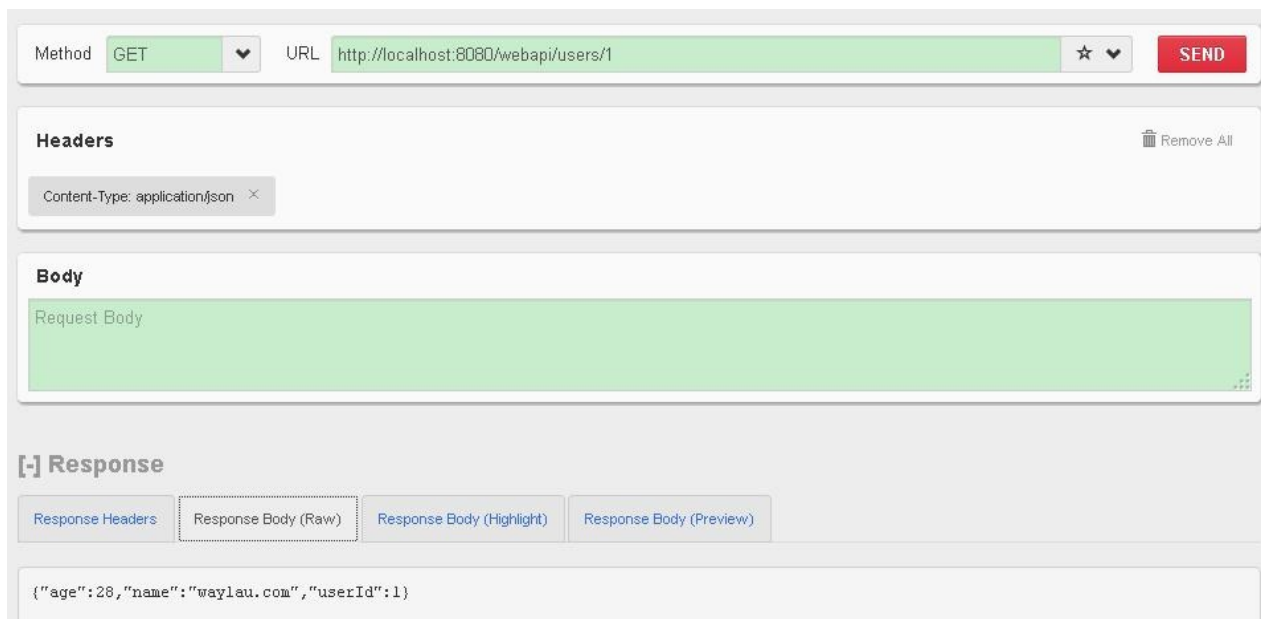 Method GET URL http://localhost:8080/webapi/users/1 SEND
Headers Remove All
Content-Type: application/json ×
Body
Request Body
[-] Response
Response Headers Response Body (Raw) Response Body (Highlight) Response Body (Preview)
{"age":28,"name":"waylau.com","userId":1}